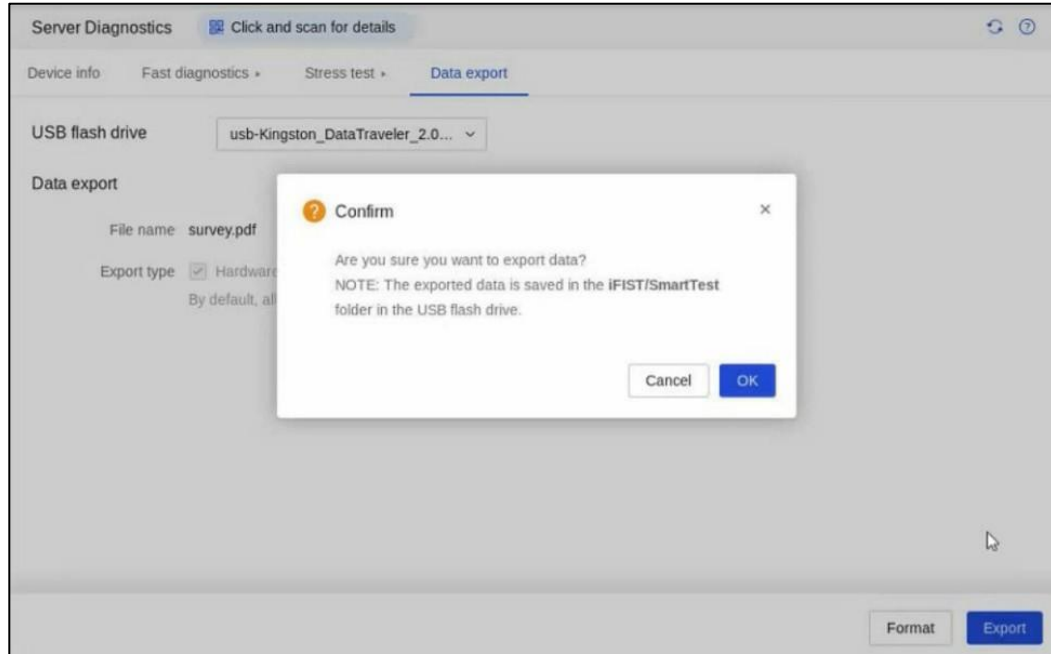 Server Diagnostics Click and scan for details
Device info Fast diagnostics Stress test Data export
USB flash drive usb-Kingston_DataTraveler_2.0...
Data export
Confirm
File name survey.pdf
Are you sure you want to export data?
Export type Hardware
NOTE: The exported data is saved in the iFIST/SmartTest
By default, all
folder in the USB flash drive.
Cancel OK
Format Export